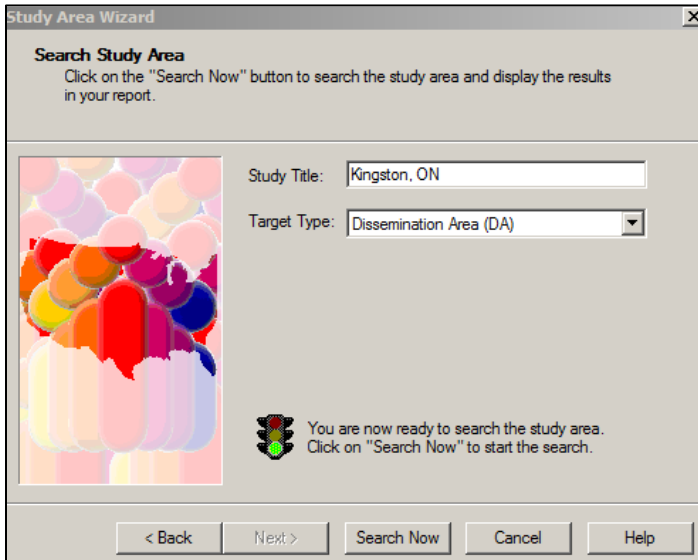 Study Area Wizard
Search Study Area
Click on the "Search Now" button to search the study area and display the results
in your report.
Study Title: Kingston, ON
Target Type: Dissemination Area (DA)
You are now ready to search the study area.
Click on "Search Now" to start the search.
< Back Next > Search Now Cancel Help